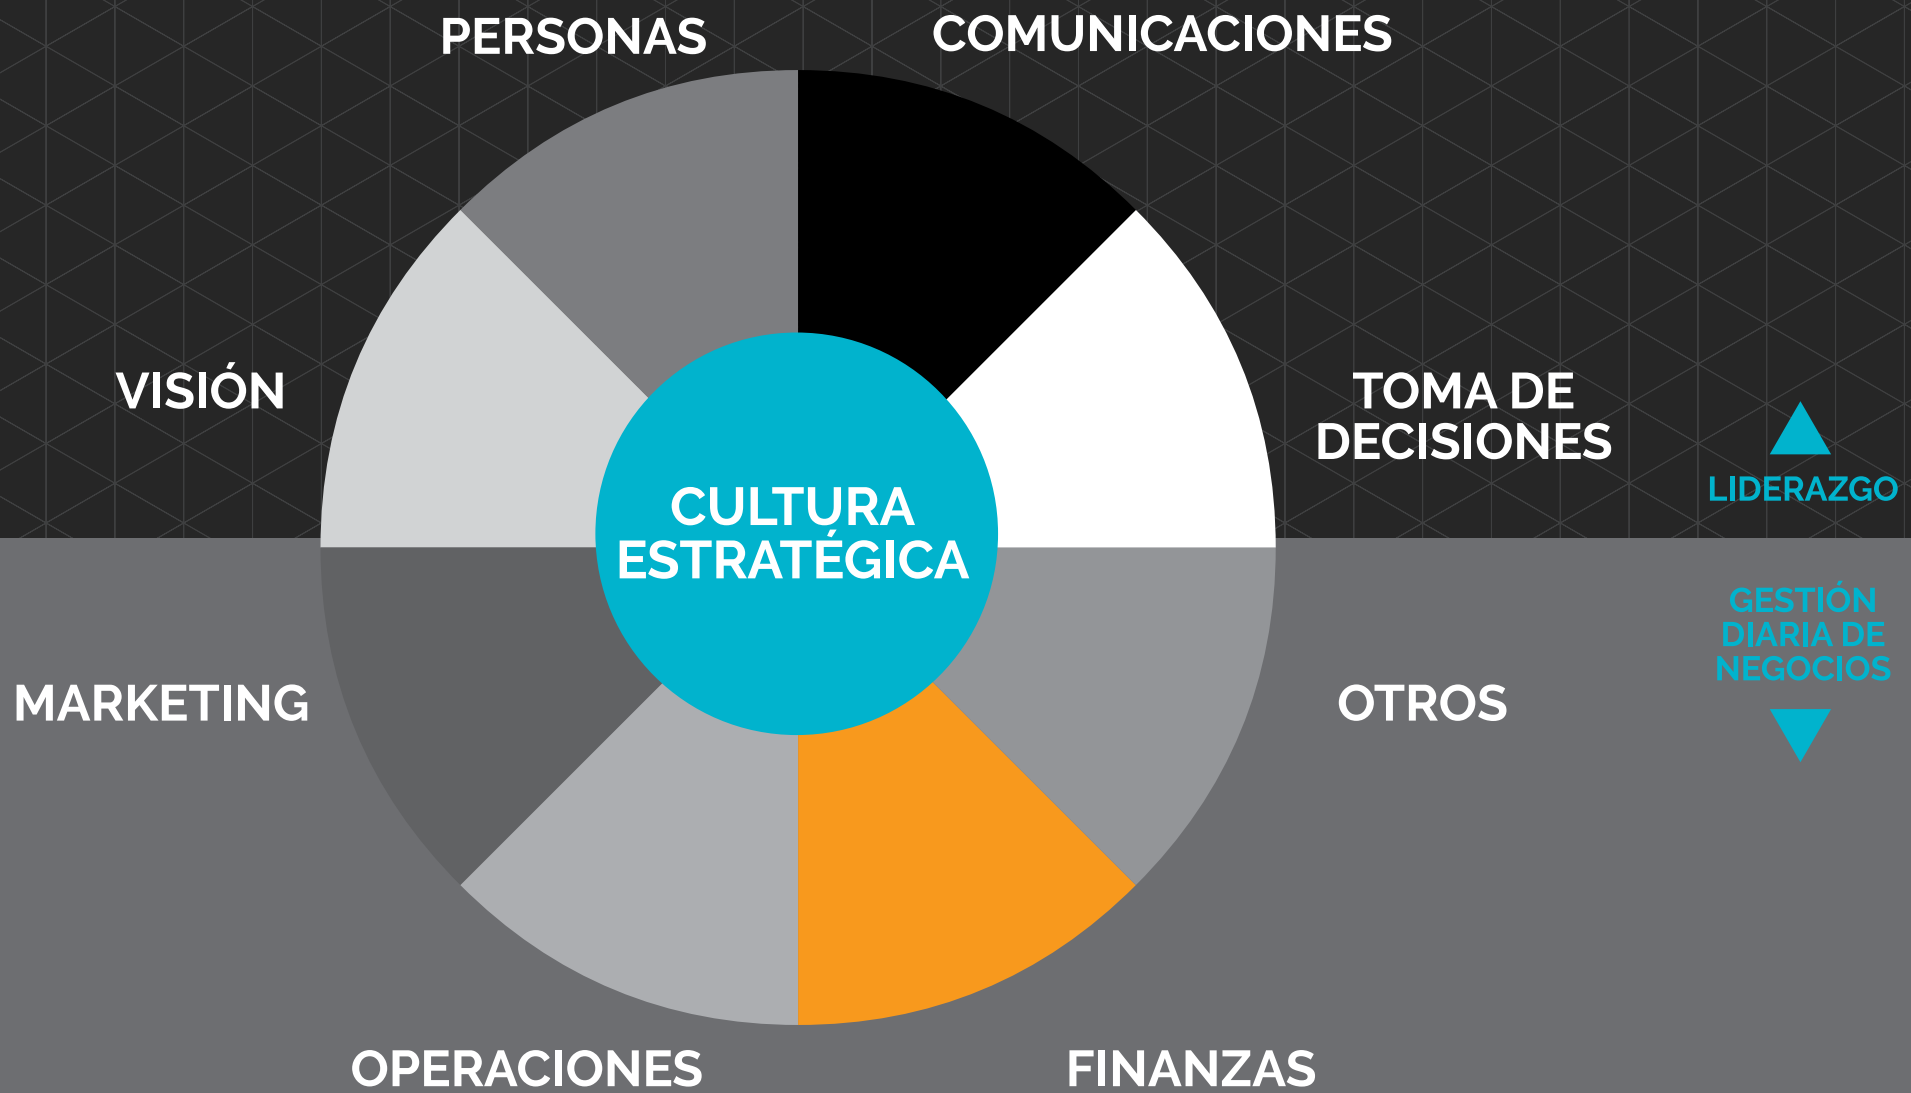 PERSONAS
COMUNICACIONES
VISIÓN
TOMA DE
DECISIONES
LIDERAZGO
CULTURA
ESTRATÉGICA
GESTIÓN
DIARIA DE
NEGOCIOS
MARKETING
OTROS
OPERACIONES
FINANZAS